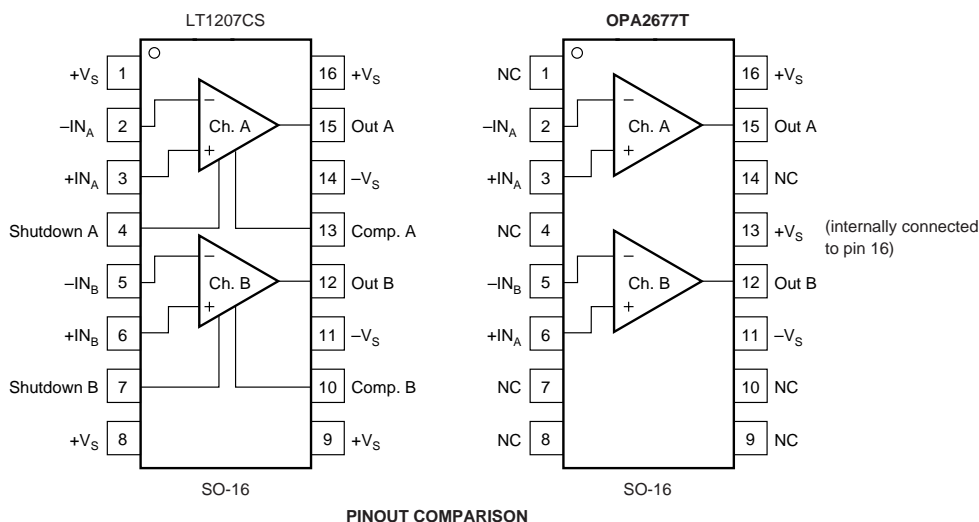 LT1207CS
OPA2677T
+VS 1 16 +VS
–INA 2 – Ch. A 15 Out A
+INA 3 + 14 –VS
Shutdown A 4 13 Comp. A
–INB 5 – Ch. B 12 Out B
+INB 6 + 11 –VS
Shutdown B 7 10 Comp. B
+VS 8 9 +VS
SO-16
NC 1 16 +VS
–INA 2 – Ch. A 15 Out A
+INA 3 + 14 NC
NC 4 13 +VS (internally connected
to pin 16)
–INB 5 – Ch. B 12 Out B
+INA 6 + 11 –VS
NC 7 10 NC
NC 8 9 NC
SO-16
PINOUT COMPARISON